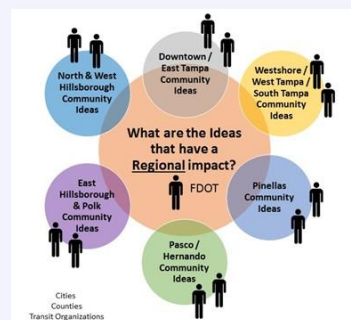 North & West
Hillsborough
Community
Ideas
Downtown /
East Tampa
Community
Ideas
Westshore /
West Tampa /
South Tampa
Community
Ideas
What are the Ideas
that have a
Regional impact?
FDOT
East
Hillsborough
& Polk
Community
Ideas
Pinellas
Community
Ideas
Pasco /
Hernando
Community
Ideas
Cities
Counties
Transit Organizations